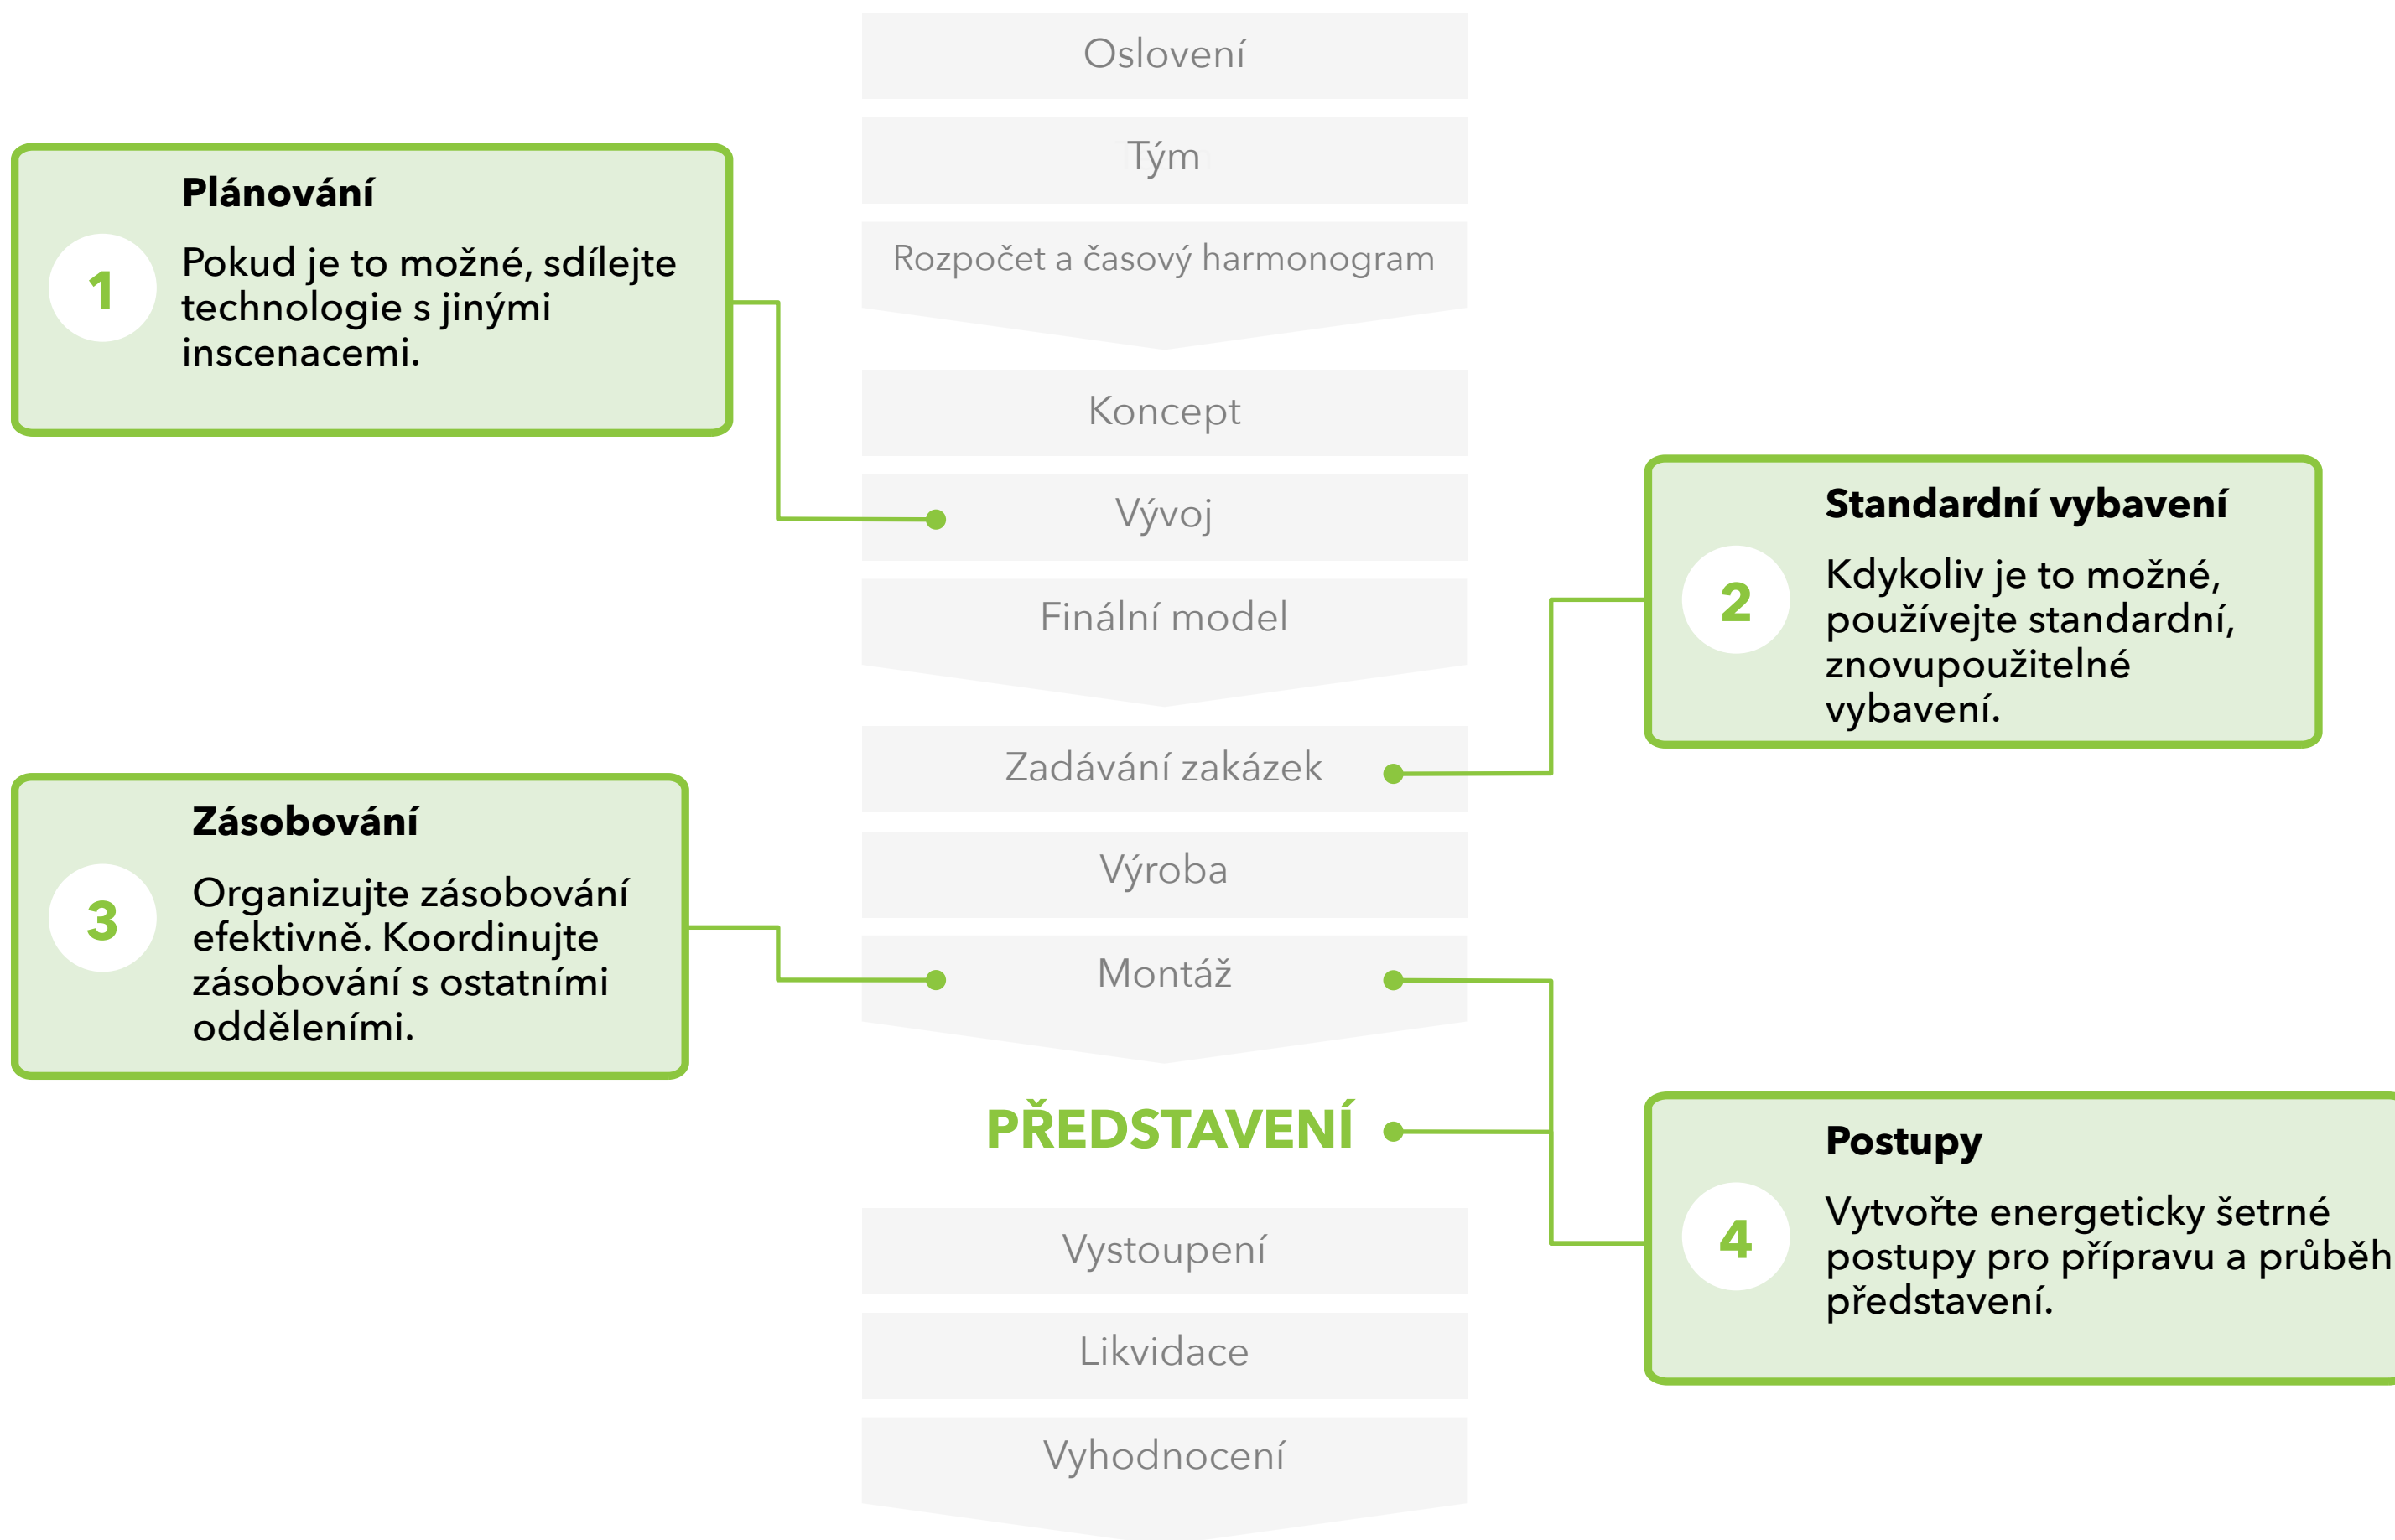 Oslovení
Tým
Rozpočet a časový harmonogram
Plánování
1
Pokud je to možné, sdílejte
technologie s jinými
inscenacemi.
Koncept
Vývoj
Finální model
Standardní vybavení
2
Kdykoliv je to možné,
používejte standardní,
znovupoužitelné
vybavení.
Zadávání zakázek
Výroba
Montáž
Zásobování
3
Organizujte zásobování
efektivně. Koordinujte
zásobování s ostatními
odděleními.
PŘEDSTAVENÍ
Postupy
4
Vytvořte energeticky šetrné
postupy pro přípravu a průběh
představení.
Vystoupení
Likvidace
Vyhodnocení